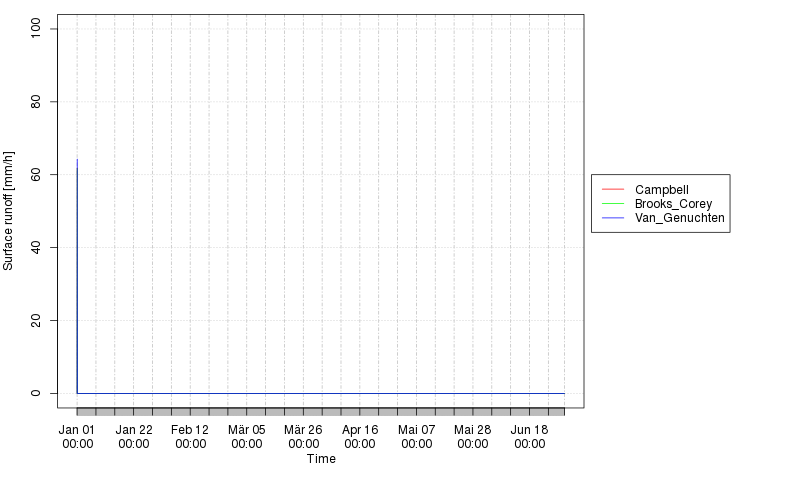 100
80
60
40
20
0
Surface runoff [mm/h]
Jan 01 Jan 22 Feb 12 Mär 05 Mär 26 Apr 16 Mai 07 Mai 28 Jun 18
00:00 00:00 00:00 00:00 00:00 00:00 00:00 00:00 00:00
Time
Campbell
Brooks_Corey
Van_Genuchten